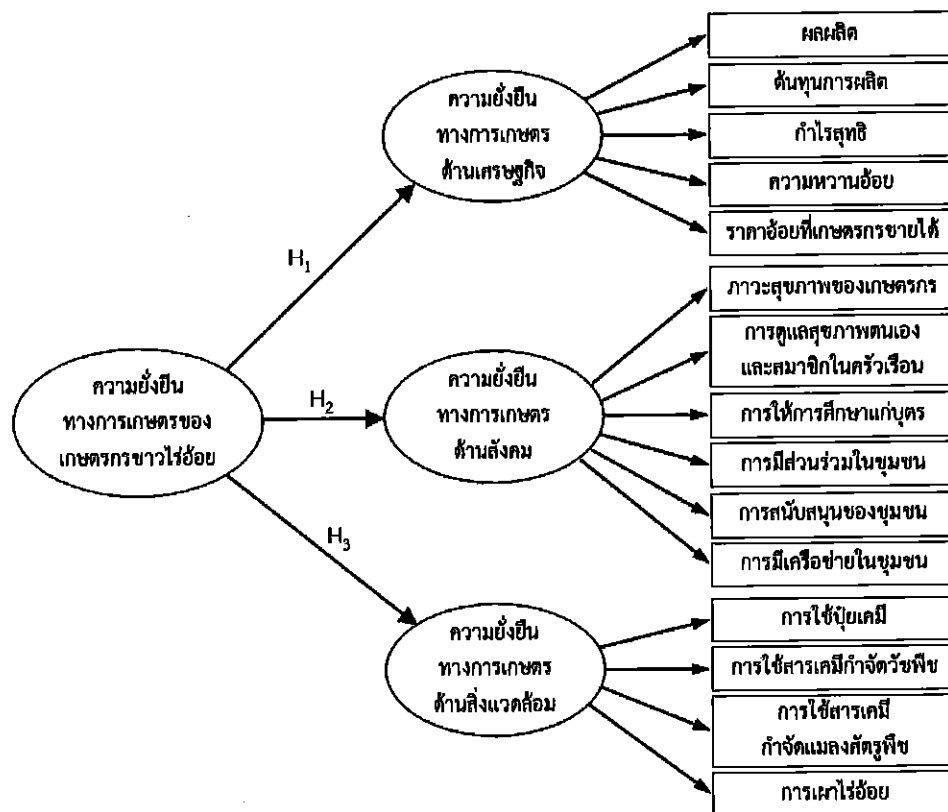 ความยั่งยืน
ทางการเกษตรของ
เกษตรกรชาวไร่อ้อย
H1
H2
H3
ความยั่งยืน
ทางการเกษตร
ด้านเศรษฐกิจ
ผลผลิต
ต้นทุนการผลิต
กำไรสุทธิ
ความหวานอ้อย
ราคาอ้อยที่เกษตรกรขายได้
ความยั่งยืน
ทางการเกษตร
ด้านสังคม
ภาวะสุขภาพของเกษตรกร
การดูแลสุขภาพตนเอง
และสมาชิกในครัวเรือน
การให้การศึกษาแก่บุตร
การมีส่วนร่วมในชุมชน
การสนับสนุนของชุมชน
การมีเครือข่ายในชุมชน
ความยั่งยืน
ทางการเกษตร
ด้านสิ่งแวดล้อม
การใช้ปุ๋ยเคมี
การใช้สารเคมีกำจัดวัชพืช
การใช้สารเคมี
กำจัดแมลงศัตรูพืช
การเผาไร่อ้อย